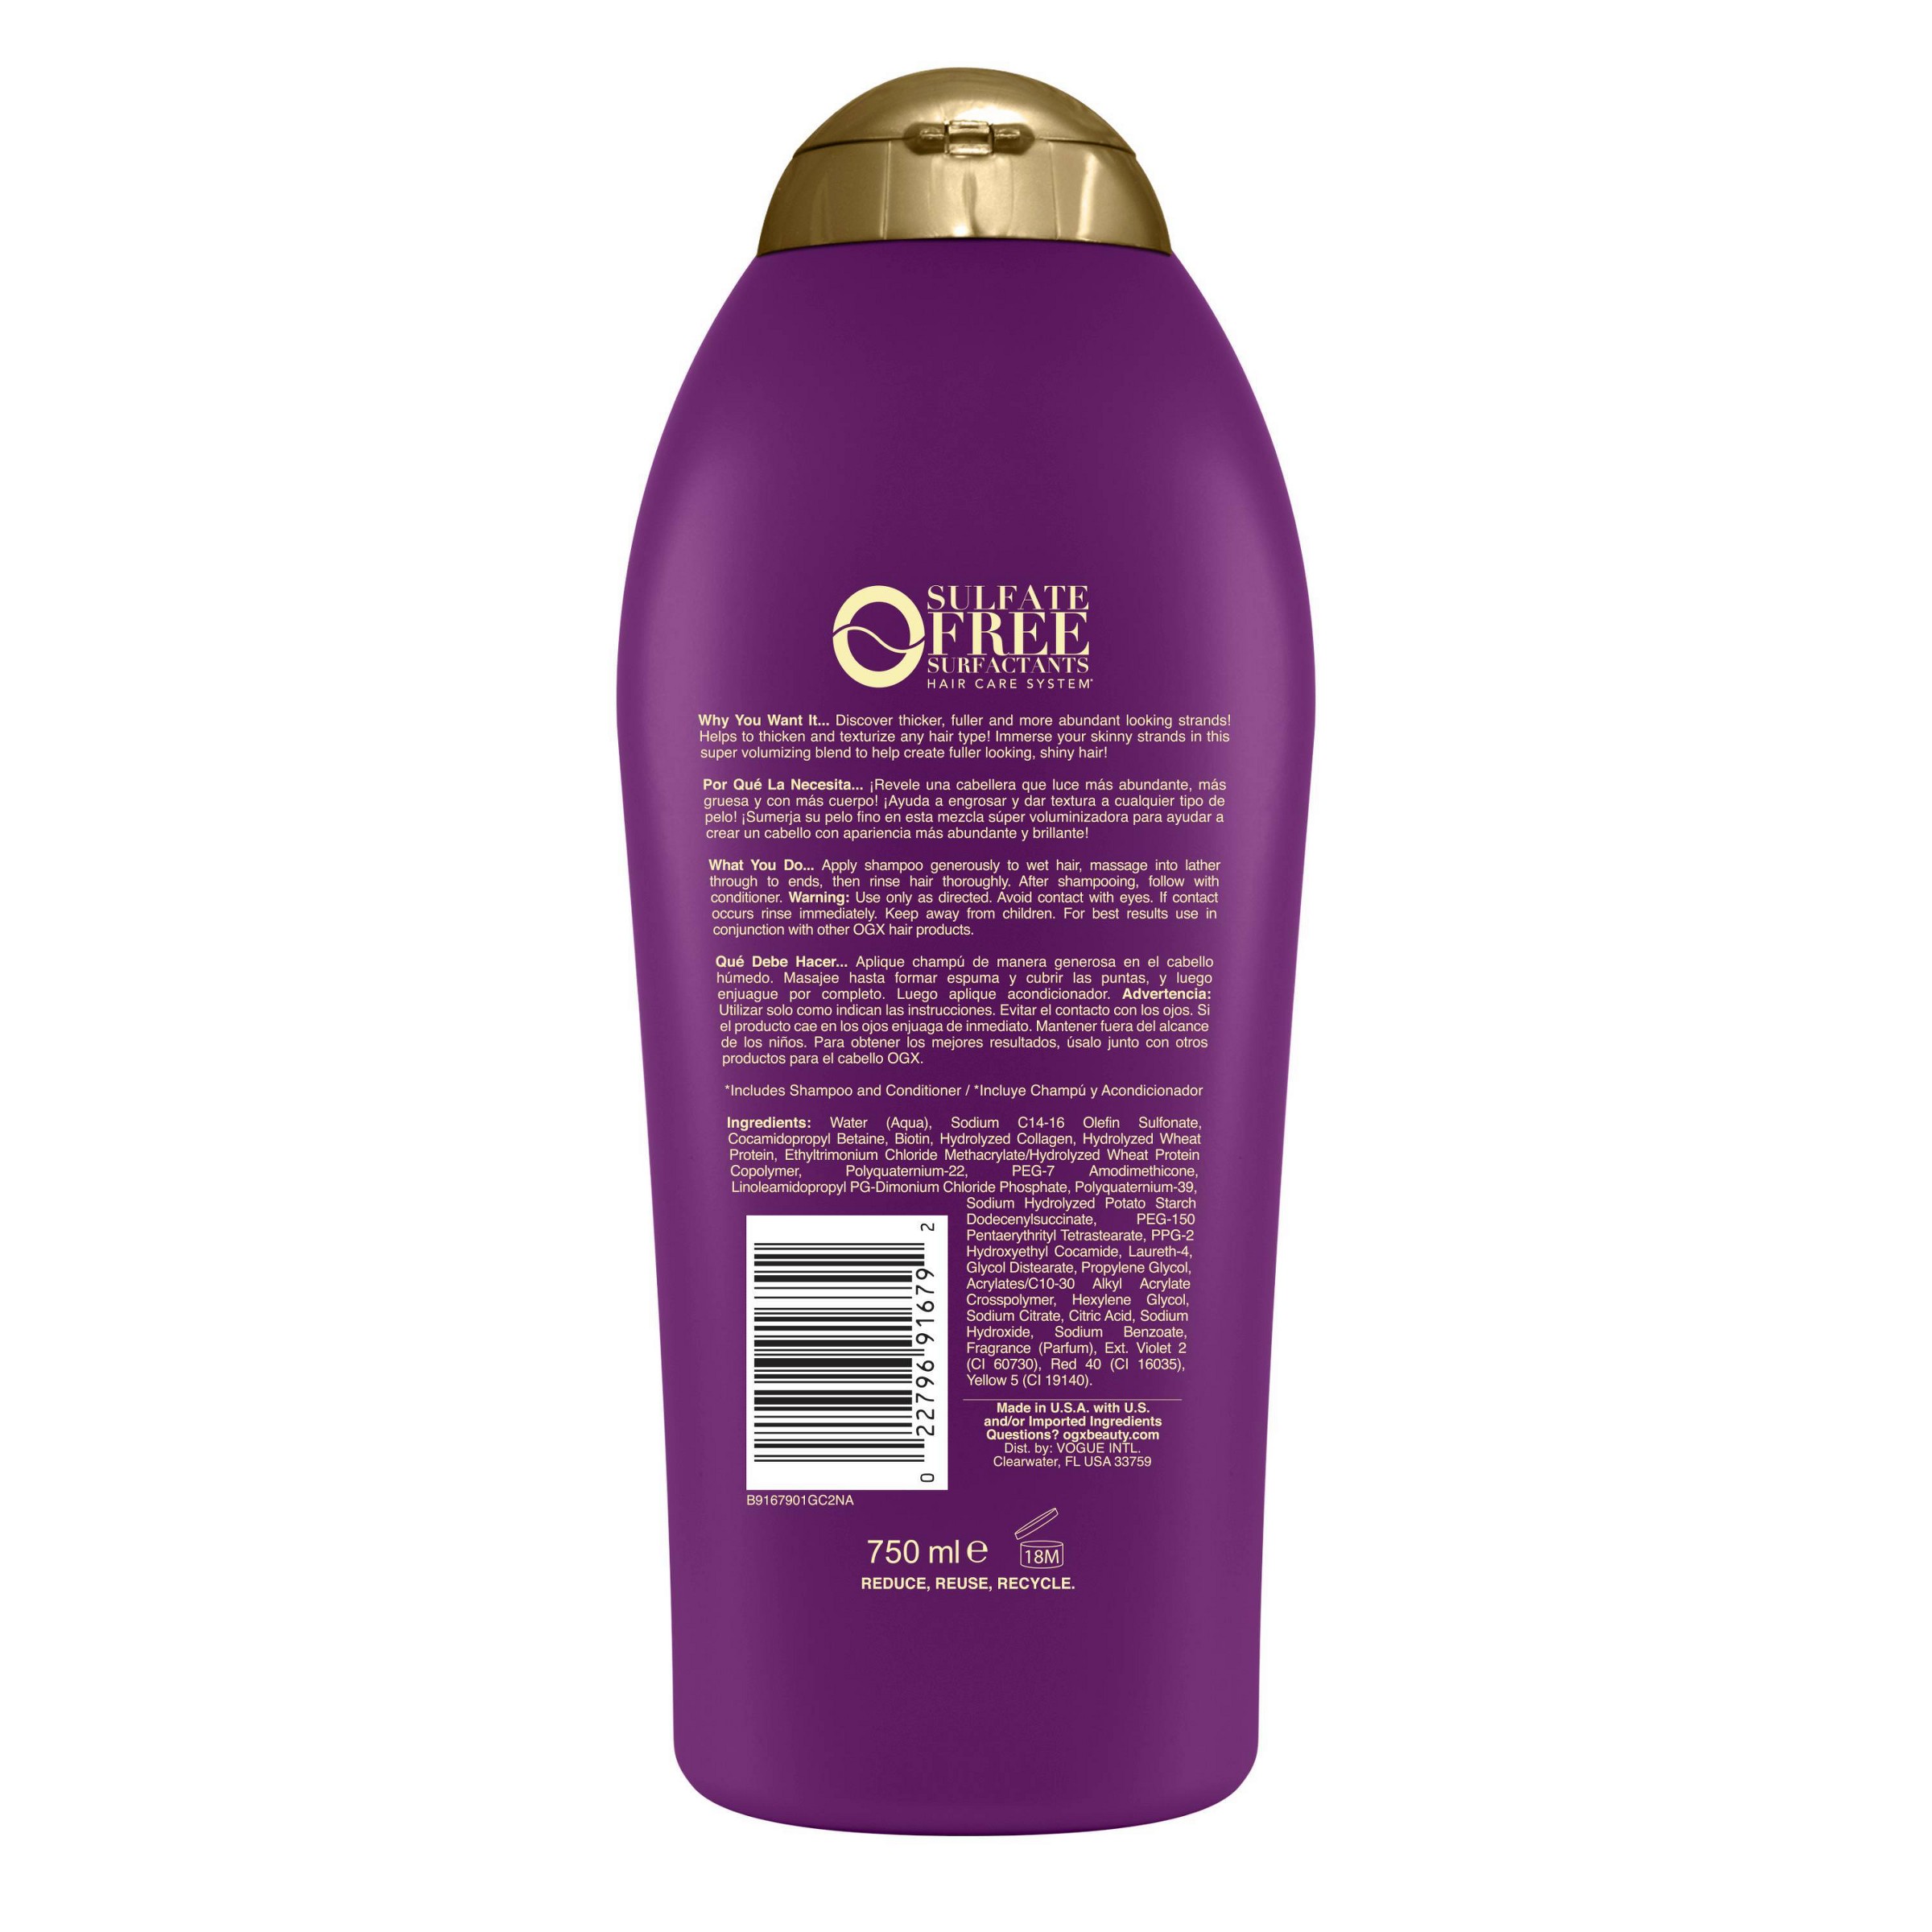 SULFATE
FREE
SURFACTANTS
HAIR CARE SYSTEM*
Why You Want It... Discover thicker, fuller and more abundant looking strands!
Helps to thicken and texturize any hair type! Immerse your skinny strands in this
super volumizing blend to help create fuller looking, shiny hair!
Por Qué La Necesita... ¡Revele una cabellera que luce más abundante, más
gruesa y con más cuerpo! ¡Ayuda a engrosar y dar textura a cualquier tipo de
pelo! ¡Sumerja su pelo fino en esta mezcla súper voluminizadora para ayudar a
crear un cabello con apariencia más abundante y brillante!
What You Do... Apply shampoo generously to wet hair, massage into lather
through to ends, then rinse hair thoroughly. After shampooing, follow with
conditioner. Warning: Use only as directed. Avoid contact with eyes. If contact
occurs rinse immediately. Keep away from children. For best results use in
conjunction with other OGX hair products.
Qué Debe Hacer... Aplique champú de manera generosa en el cabello
húmedo. Masajee hasta formar espuma y cubrir las puntas, y luego
enjuague por completo. Luego aplique acondicionador. Advertencia:
Utilizar solo como indican las instrucciones. Evitar el contacto con los ojos. Si
el producto cae en los ojos enjuaga de inmediato. Mantener fuera del alcance
de los niños. Para obtener los mejores resultados, úsalo junto con otros
productos para el cabello OGX.
*Includes Shampoo and Conditioner / *Incluye Champú y Acondicionador
Ingredients: Water (Aqua), Sodium C14-16 Olefin Sulfonate,
Cocamidopropyl Betaine, Biotin, Hydrolyzed Collagen, Hydrolyzed Wheat
Protein, Ethyltrimonium Chloride Methacrylate/Hydrolyzed Wheat Protein
Copolymer, Polyquaternium-22, PEG-7 Amodimethicone,
Linoleamidopropyl PG-Dimonium Chloride Phosphate, Polyquaternium-39,
Sodium Hydrolyzed Potato Starch
Dodecenylsuccinate, PEG-150
Pentaerythrityl Tetrastearate, PPG-2
Hydroxyethyl Cocamide, Laureth-4,
Glycol Distearate, Propylene Glycol,
Acrylates/C10-30 Alkyl Acrylate
Crosspolymer, Hexylene Glycol,
Sodium Citrate, Citric Acid, Sodium
Hydroxide, Sodium Benzoate,
Fragrance (Parfum), Ext. Violet 2
(CI 60730), Red 40 (CI 16035),
Yellow 5 (CI 19140).
0 22796 91679 2
Made in U.S.A. with U.S.
and/or Imported Ingredients
Questions? ogxbeauty.com
Dist. by: VOGUE INTL.
Clearwater, FL USA 33759
B9167901GC2NA
750 ml e
18M
REDUCE, REUSE, RECYCLE.